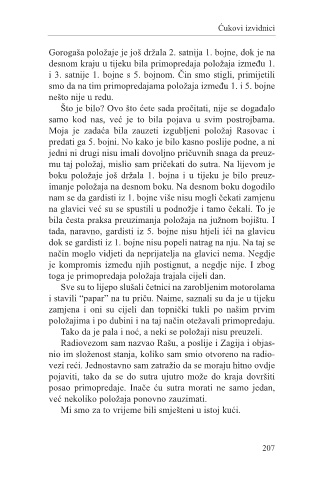 Ćukovi izvidnici
Gorogaša položaje je još držala 2. satnija 1. bojne, dok je na
desnom kraju u tijeku bila primopredaja položaja između 1.
i 3. satnije 1. bojne s 5. bojnom. Čin smo stigli, primijetili
smo da na tim primopredajama položaja između 1. i 5. bojne
nešto nije u redu.
Što je bilo? Ovo što ćete sada pročitati, nije se događalo
samo kod nas, već je to bila pojava u svim postrojbama.
Moja je zadaća bila zauzeti izgubljeni položaj Rasovac i
predati ga 5. bojni. No kako je bilo kasno poslije podne, a ni
jedni ni drugi nisu imali dovoljno pričuvnih snaga da preuz-
mu taj položaj, mislio sam pričekati do sutra. Na lijevom je
boku položaje još držala 1. bojna i u tijeku je bilo preuz-
imanje položaja na desnom boku. Na desnom boku dogodilo
nam se da gardisti iz 1. bojne više nisu mogli čekati zamjenu
na glavici već su se spustili u podnožje i tamo čekali. To je
bila česta praksa preuzimanja položaja na južnom bojištu. I
tada, naravno, gardisti iz 5. bojne nisu htjeli ići na glavicu
dok se gardisti iz 1. bojne nisu popeli natrag na nju. Na taj se
način moglo vidjeti da neprijatelja na glavici nema. Negdje
je kompromis između njih postignut, a negdje nije. I zbog
toga je primopredaja položaja trajala cijeli dan.
Sve su to lijepo slušali četnici na zarobljenim motorolama
i stavili “papar” na tu priču. Naime, saznali su da je u tijeku
zamjena i oni su cijeli dan topnički tukli po našim prvim
položajima i po dubini i na taj način otežavali primopredaju.
Tako da je pala i noć, a neki se položaji nisu preuzeli.
Radiovezom sam nazvao Rašu, a poslije i Zagija i objas-
nio im složenost stanja, koliko sam smio otvoreno na radio-
vezi reći. Jednostavno sam zatražio da se moraju hitno ovdje
pojaviti, tako da se do sutra ujutro može do kraja dovršiti
posao primopredaje. Inače ću sutra morati ne samo jedan,
već nekoliko položaja ponovno zauzimati.
Mi smo za to vrijeme bili smješteni u istoj kući.
207